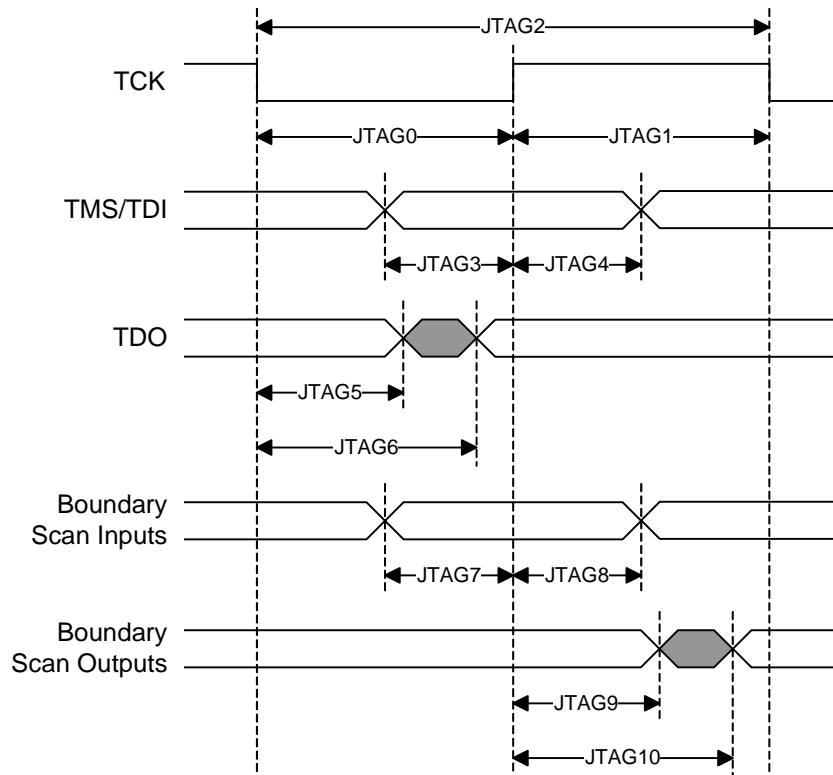 JTAG2
TCK
JTAG0
JTAG1
TMS/TDI
JTAG3
JTAG4
TDO
JTAG5
JTAG6
Boundary
Scan Inputs
JTAG7
JTAG8
Boundary
Scan Outputs
JTAG9
JTAG10